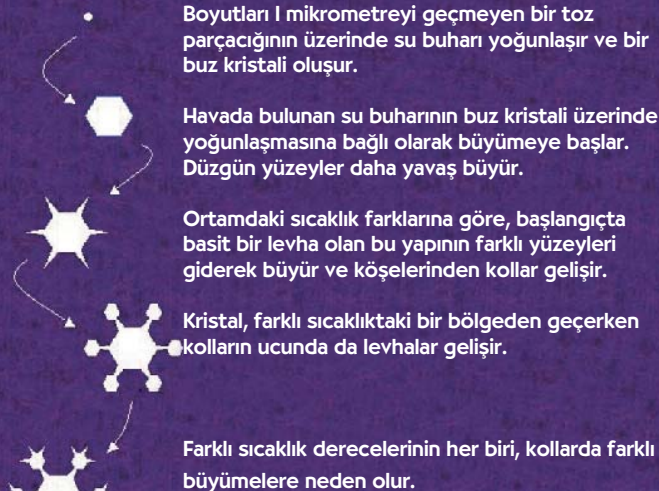 Boyutları 1 mikrometreyi geçmeyen bir toz
parçacığının üzerinde su buharı yoğunlaşır ve bir
buz kristali oluşur.
Havada bulunan su buharının buz kristali üzerinde
yoğunlaşmasına bağlı olarak büyümeye başlar.
Düzgün yüzeyler daha yavaş büyür.
Ortamdaki sıcaklık farklarına göre, başlangıçta
basit bir levha olan bu yapının farklı yüzeyleri
giderek büyür ve köşelerinden kollar gelişir.
Kristal, farklı sıcaklıktaki bir bölgeden geçerken
kolların ucunda da levhalar gelişir.
Farklı sıcaklık derecelerinin her biri, kollarda farklı
büyümelere neden olur.